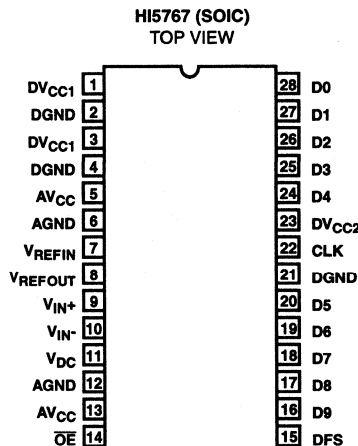 HI5767 (SOIC)
TOP VIEW
DVCC1 1 28 D0
DGND 2 27 D1
DVCC1 3 26 D2
DGND 4 25 D3
AVCC 5 24 D4
AGND 6 23 DVCC2
VREFIN 7 22 CLK
VREFOUT 8 21 DGND
VIN+ 9 20 D5
VIN- 10 19 D6
VDC 11 18 D7
AGND 12 17 D8
AVCC 13 16 D9
O̅E̅ 14 15 DFS